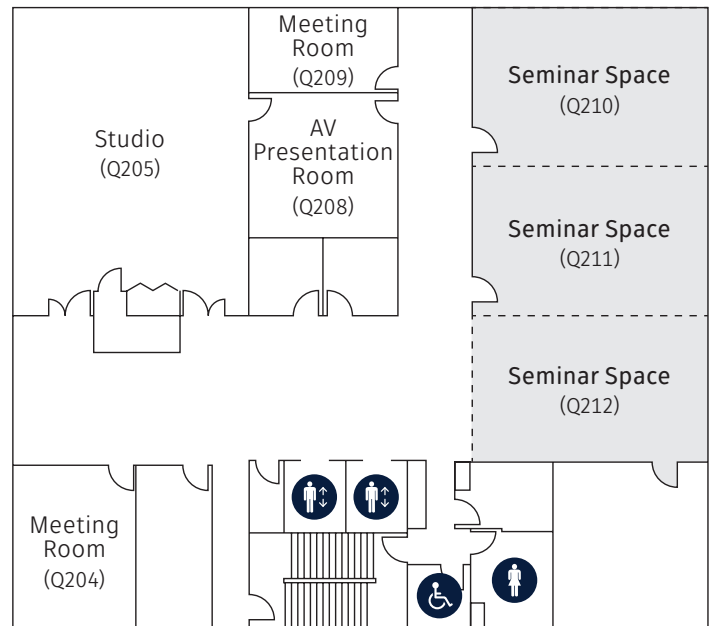 Meeting
Room
(Q209)
Seminar Space
(Q210)
Studio
(Q205)
AV
Presentation
Room
(Q208)
Seminar Space
(Q211)
Seminar Space
(Q212)
Meeting
Room
(Q204)